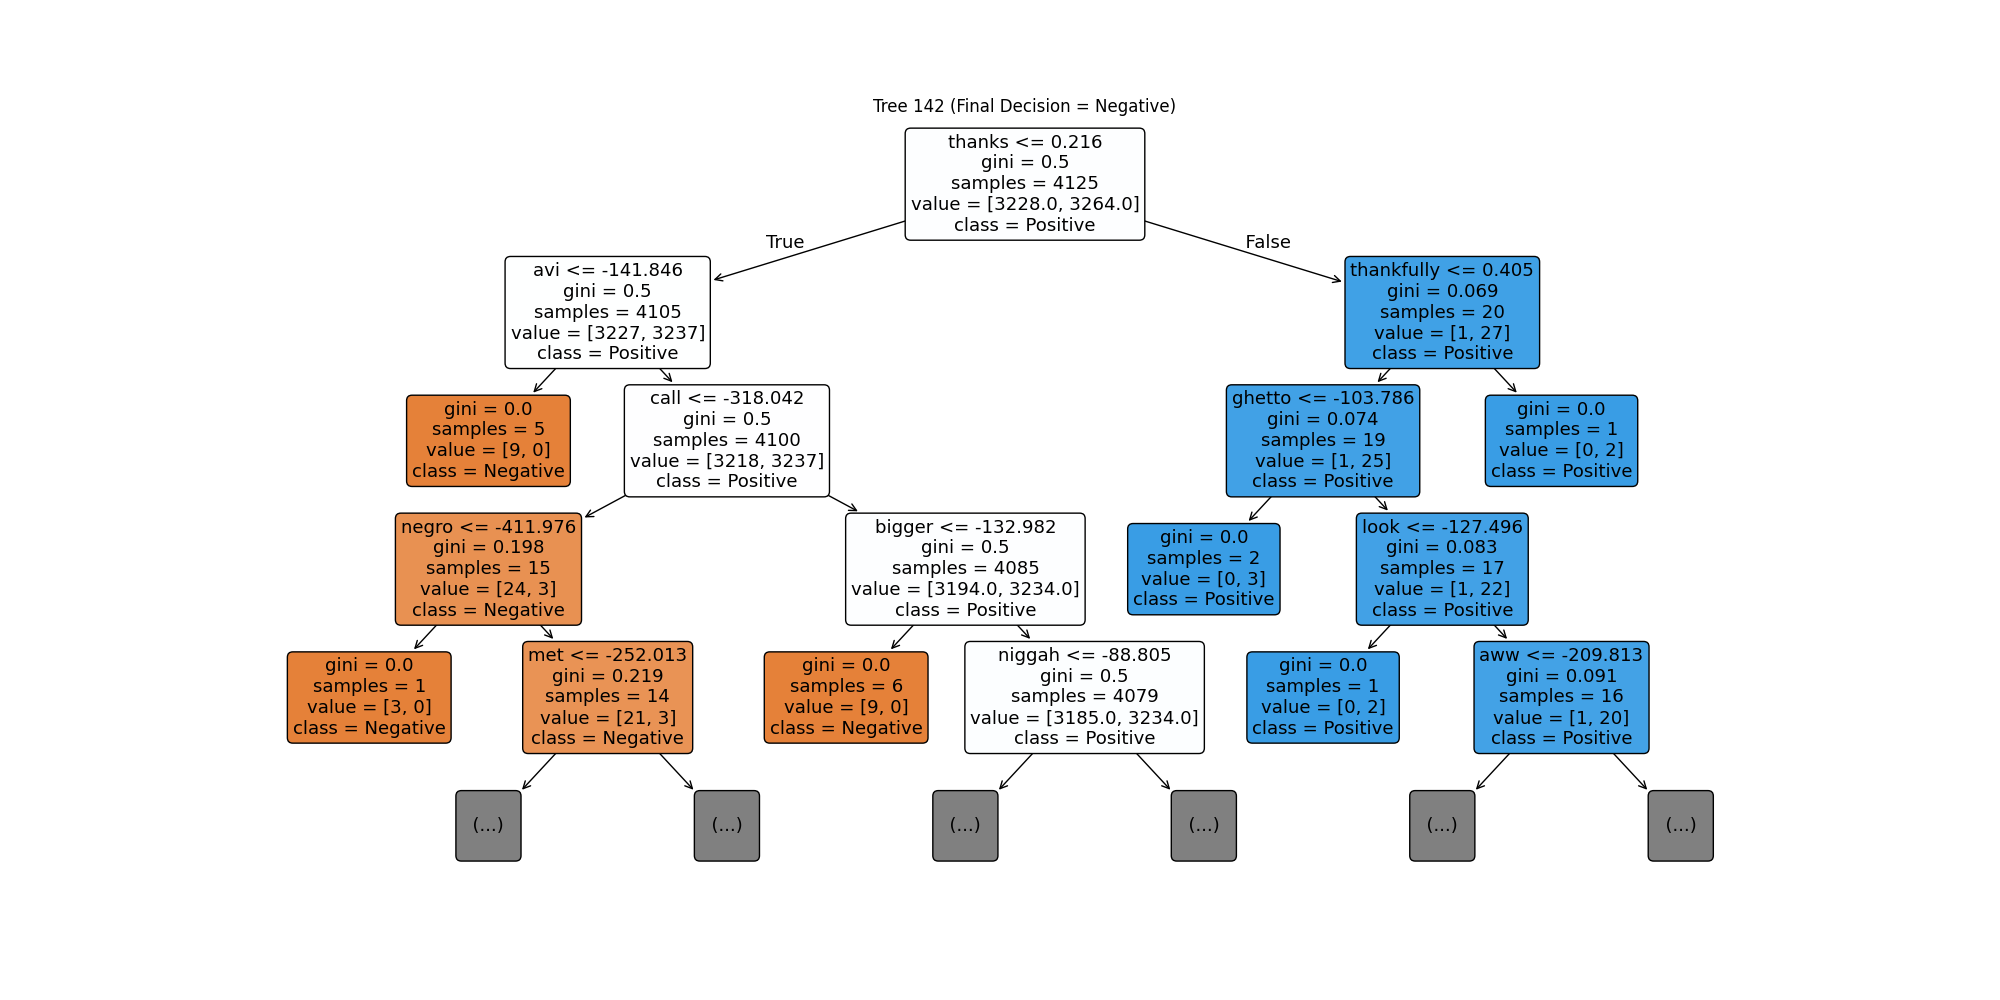 Tree 142 (Final Decision = Negative)
thanks <= 0.216
gini = 0.5
samples = 4125
value = [3228.0, 3264.0]
class = Positive
True
False
avi <= -141.846
gini = 0.5
samples = 4105
value = [3227, 3237]
class = Positive
thankfully <= 0.405
gini = 0.069
samples = 20
value = [1, 27]
class = Positive
gini = 0.0
samples = 5
value = [9, 0]
class = Negative
call <= -318.042
gini = 0.5
samples = 4100
value = [3218, 3237]
class = Positive
ghetto <= -103.786
gini = 0.074
samples = 19
value = [1, 25]
class = Positive
gini = 0.0
samples = 1
value = [0, 2]
class = Positive
negro <= -411.976
gini = 0.198
samples = 15
value = [24, 3]
class = Negative
bigger <= -132.982
gini = 0.5
samples = 4085
value = [3194.0, 3234.0]
class = Positive
gini = 0.0
samples = 2
value = [0, 3]
class = Positive
look <= -127.496
gini = 0.083
samples = 17
value = [1, 22]
class = Positive
gini = 0.0
samples = 1
value = [3, 0]
class = Negative
met <= -252.013
gini = 0.219
samples = 14
value = [21, 3]
class = Negative
gini = 0.0
samples = 6
value = [9, 0]
class = Negative
niggah <= -88.805
gini = 0.5
samples = 4079
value = [3185.0, 3234.0]
class = Positive
gini = 0.0
samples = 1
value = [0, 2]
class = Positive
aww <= -209.813
gini = 0.091
samples = 16
value = [1, 20]
class = Positive
(...)
(...)
(...)
(...)
(...)
(...)